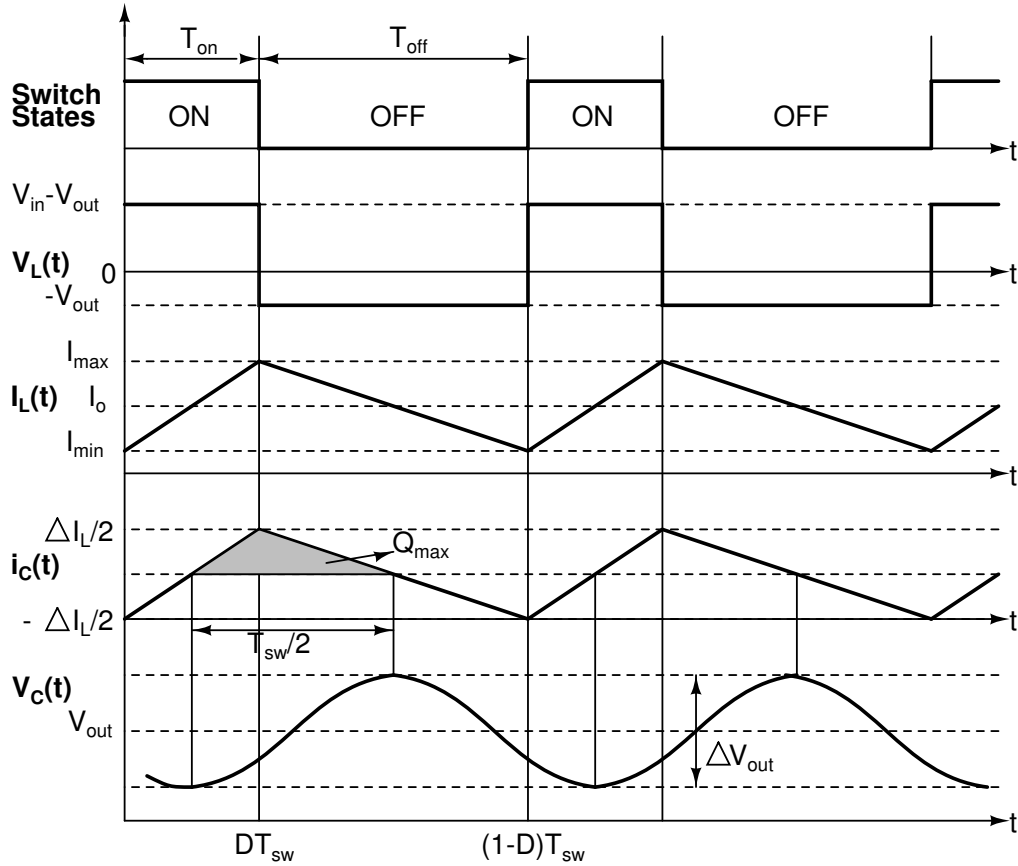 T_on
T_off
Switch
States
ON
OFF
ON
OFF
t
V_in-V_out
V_L(t)
0
-V_out
t
I_max
I_L(t)
I_o
I_min
t
△I_L/2
Q_max
i_C(t)
- △I_L/2
T_sw/2
t
V_C(t)
V_out
△V_out
t
DT_sw
(1-D)T_sw